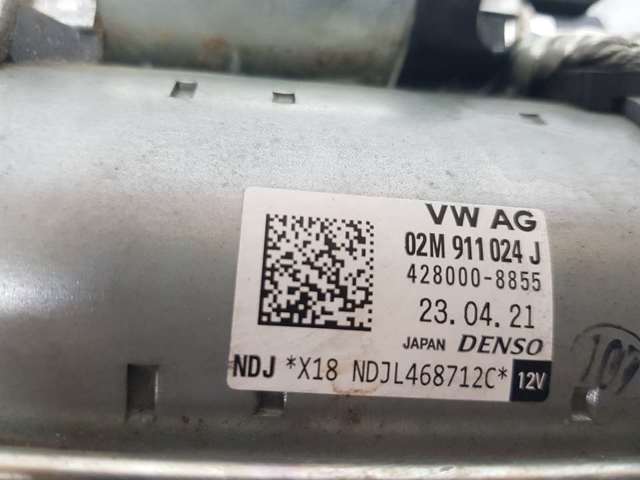 VW AG
02M 911 024 J
428000-8855
23.04.21
JAPAN DENSO
NDJ *X18 NDJL468712C* 12V